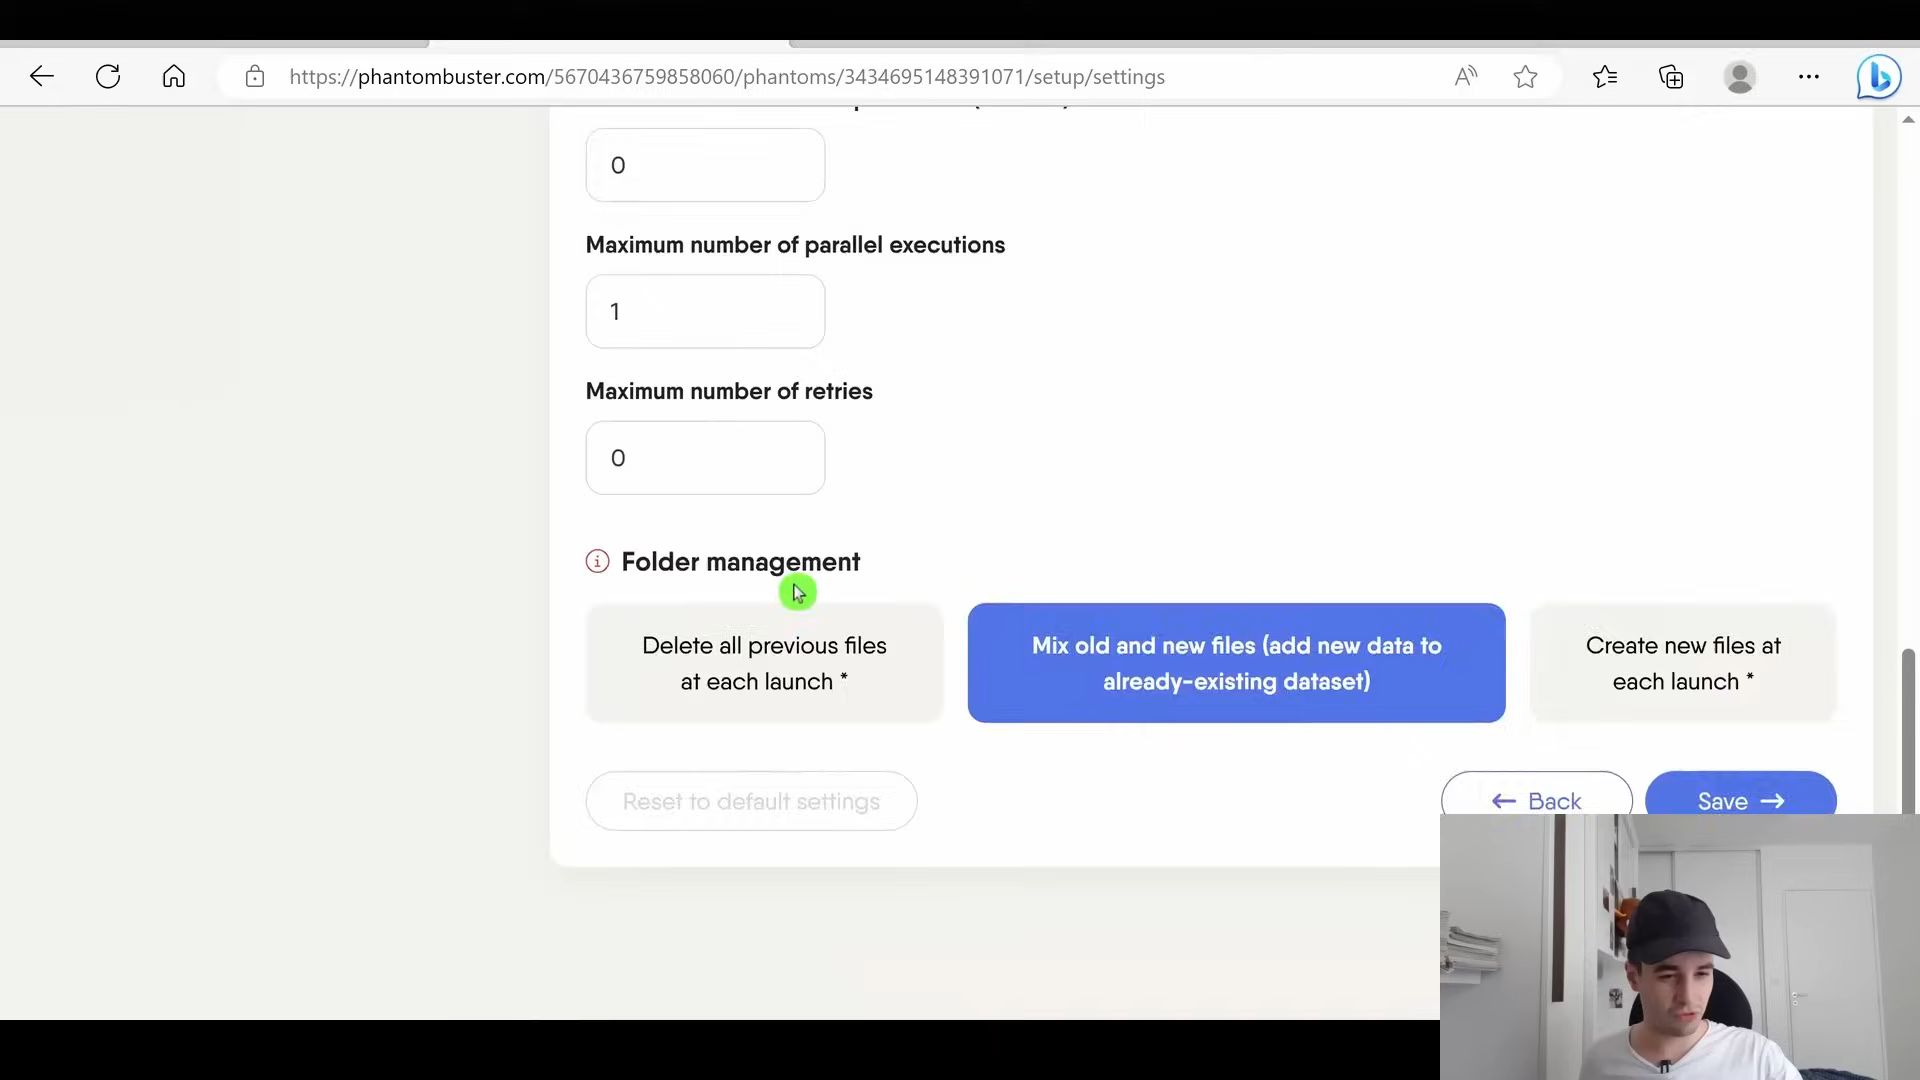 https://phantombuster.com/5670436759858060/phantoms/3434695148391071/setup/settings
0
Maximum number of parallel executions
1
Maximum number of retries
0
Folder management
Delete all previous files
at each launch *
Mix old and new files (add new data to
already-existing dataset)
Create new files at
each launch *
Reset to default settings
← Back
Save →